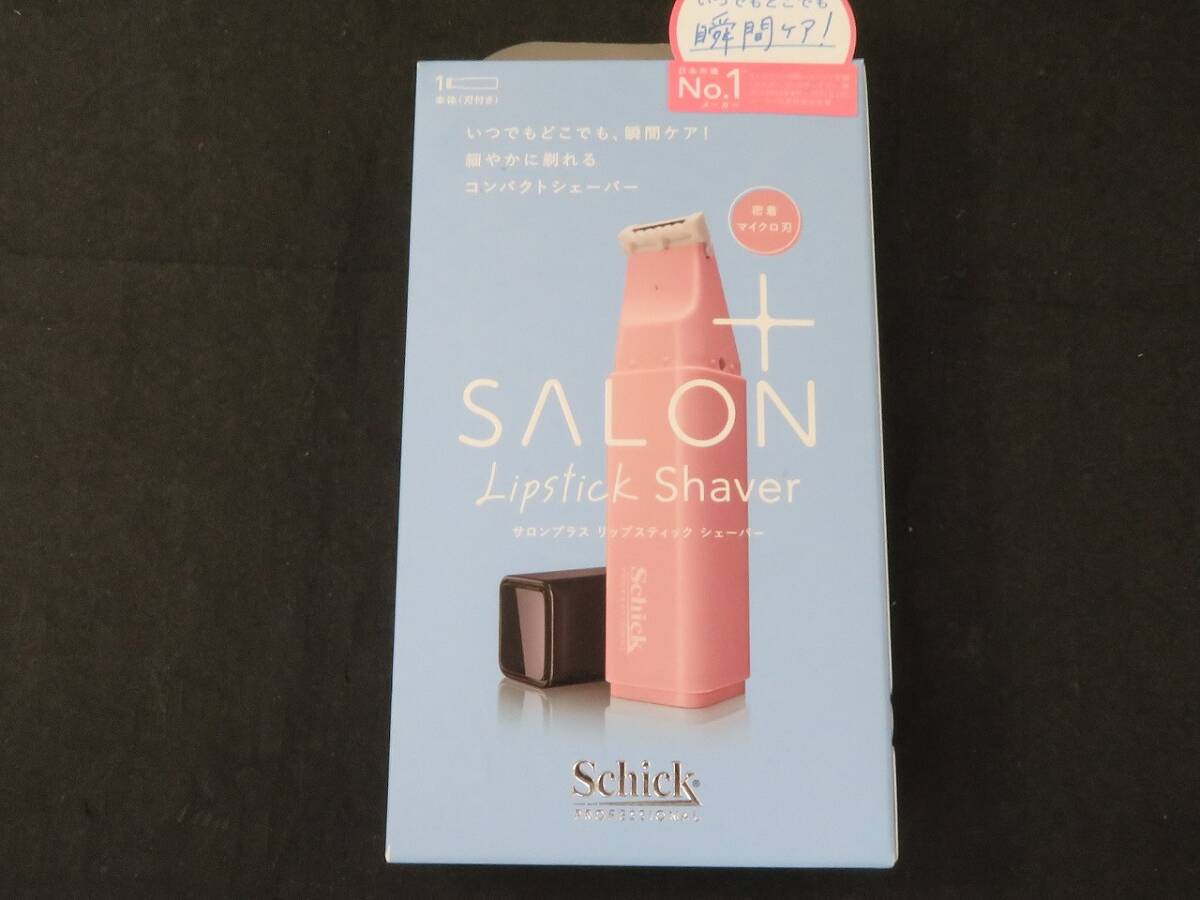 いつでもどこでも
瞬間ケア!
日本市場
No.1
メーカー
1
本体(刃付き)
いつでもどこでも、瞬間ケア!
細やかに剃れる
コンパクトシェーバー
密着
マイクロ刃
SALON
Lipstick Shaver
サロンプラス リップスティック シェーバー
Schick
Schick
PROFESSIONAL